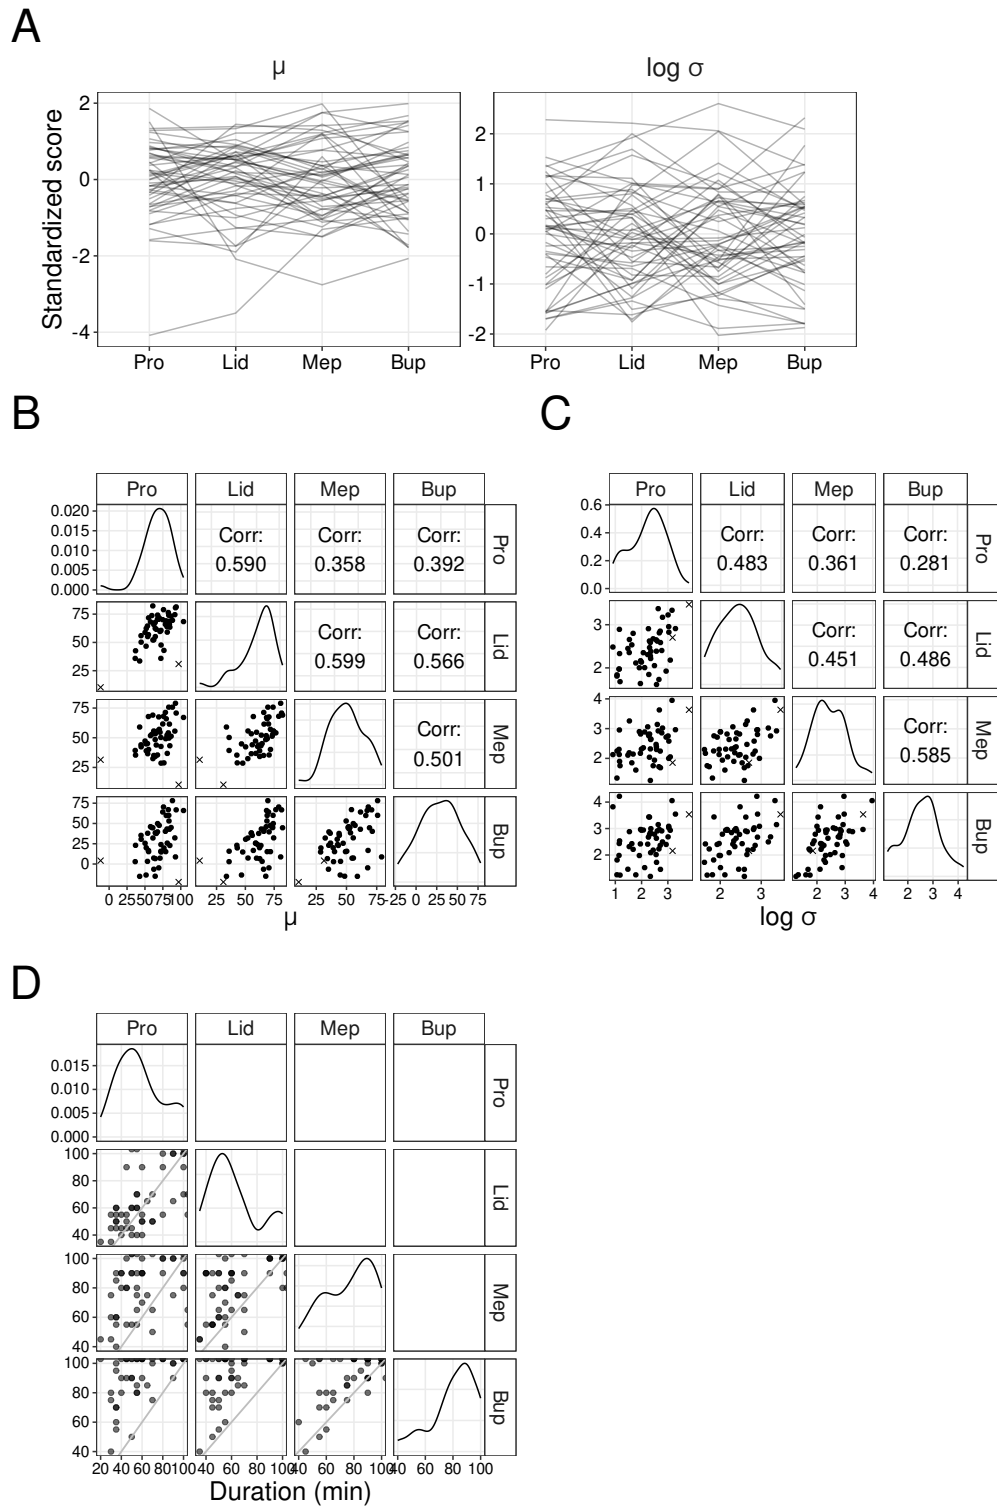 A
μ
log σ
Standardized score
2
0
-2
-4
2
1
0
-1
-2
Pro Lid Mep Bup
Pro Lid Mep Bup
B
Pro Lid Mep Bup
0.020
0.015
0.010
0.005
0.000
Corr:
0.590
Corr:
0.358
Corr:
0.392
Pro
75
50
25
Corr:
0.599
Corr:
0.566
Lid
75
50
25
Corr:
0.501
Mep
75
50
25
0
Bup
0 25 50 75 100
25 50 75
25 50 75
-25 0 25 50 75
μ
C
Pro Lid Mep Bup
0.6
0.4
0.2
0.0
Corr:
0.483
Corr:
0.361
Corr:
0.281
Pro
3
2
Corr:
0.451
Corr:
0.486
Lid
4
3
2
Corr:
0.585
Mep
4
3
2
Bup
1 2 3
2 3
2 3 4
2 3 4
log σ
D
Pro Lid Mep Bup
0.015
0.010
0.005
0.000
Pro
100
80
60
40
Lid
100
80
60
40
Mep
100
80
60
40
Bup
20 40 60 80 100
40 60 80 100
40 60 80 100
40 60 80 100
Duration (min)